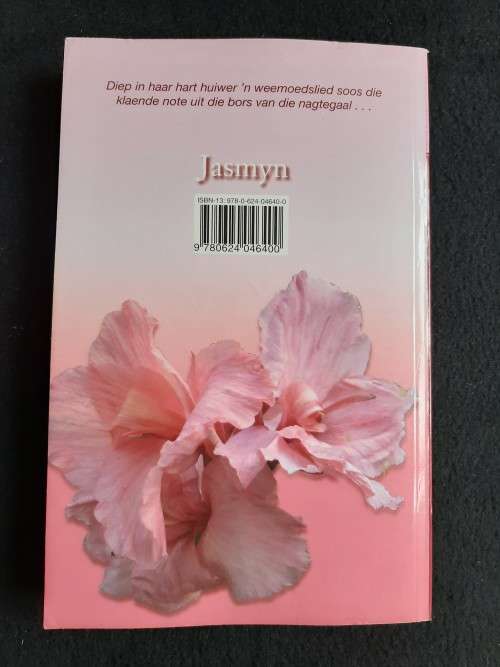 Diep in haar hart huiwer 'n weemoedslied soos die
klaende note uit die bors van die nagtegaal . . .
Jasmyn
ISBN-13: 978-0-624-04640-0
9 780624 046400